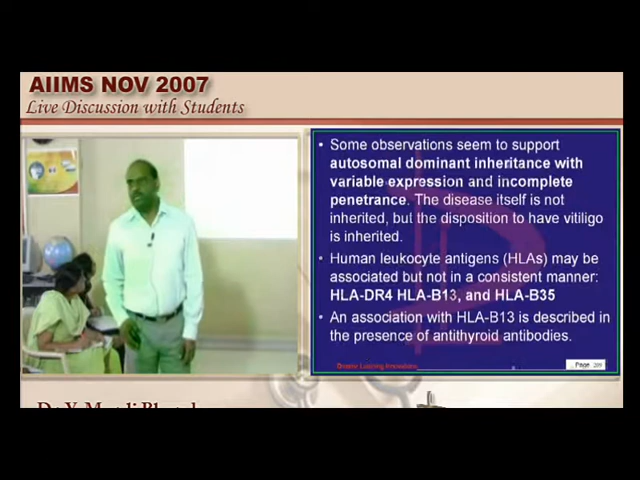 AIIMS NOV 2007
Live Discussion with Students
• Some observations seem to support
autosomal dominant inheritance with
variable expression and incomplete
penetrance. The disease itself is not
inherited, but the disposition to have vitiligo
is inherited.
• Human leukocyte antigens (HLAs) may be
associated but not in a consistent manner:
HLA-DR4 HLA-B13, and HLA-B35
• An association with HLA-B13 is described in
the presence of antithyroid antibodies.
Page 209